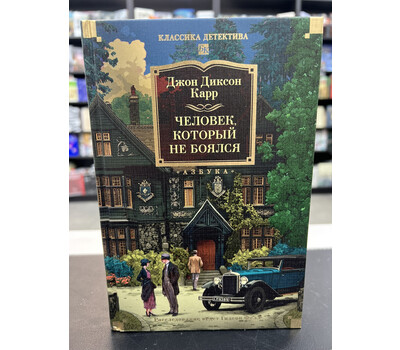 КЛАССИКА ДЕТЕКТИВА
Джон Диксон
Карр
ЧЕЛОВЕК,
КОТОРЫЙ
НЕ БОЯЛСЯ
АЗБУКА